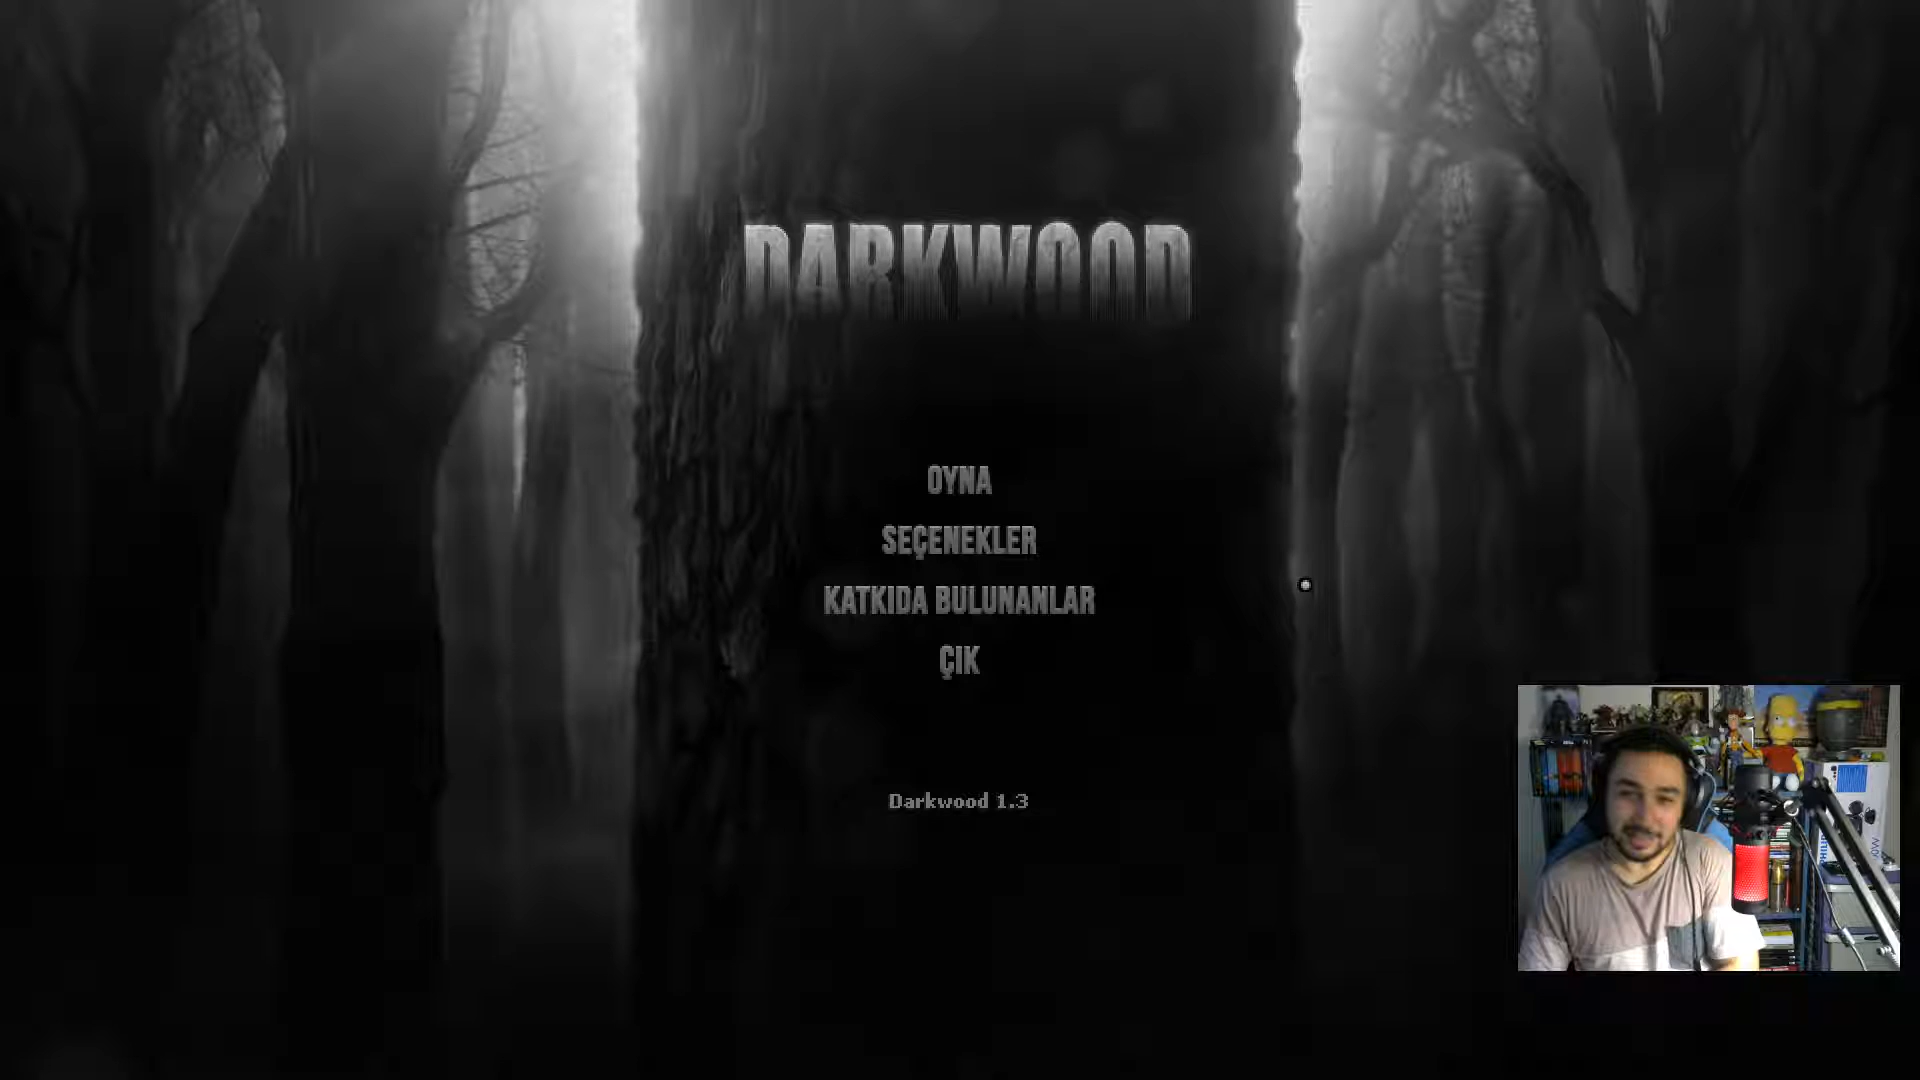 DARKWOOD
OYNA
SEÇENEKLER
KATKIDA BULUNANLAR
ÇIK
Darkwood 1.3